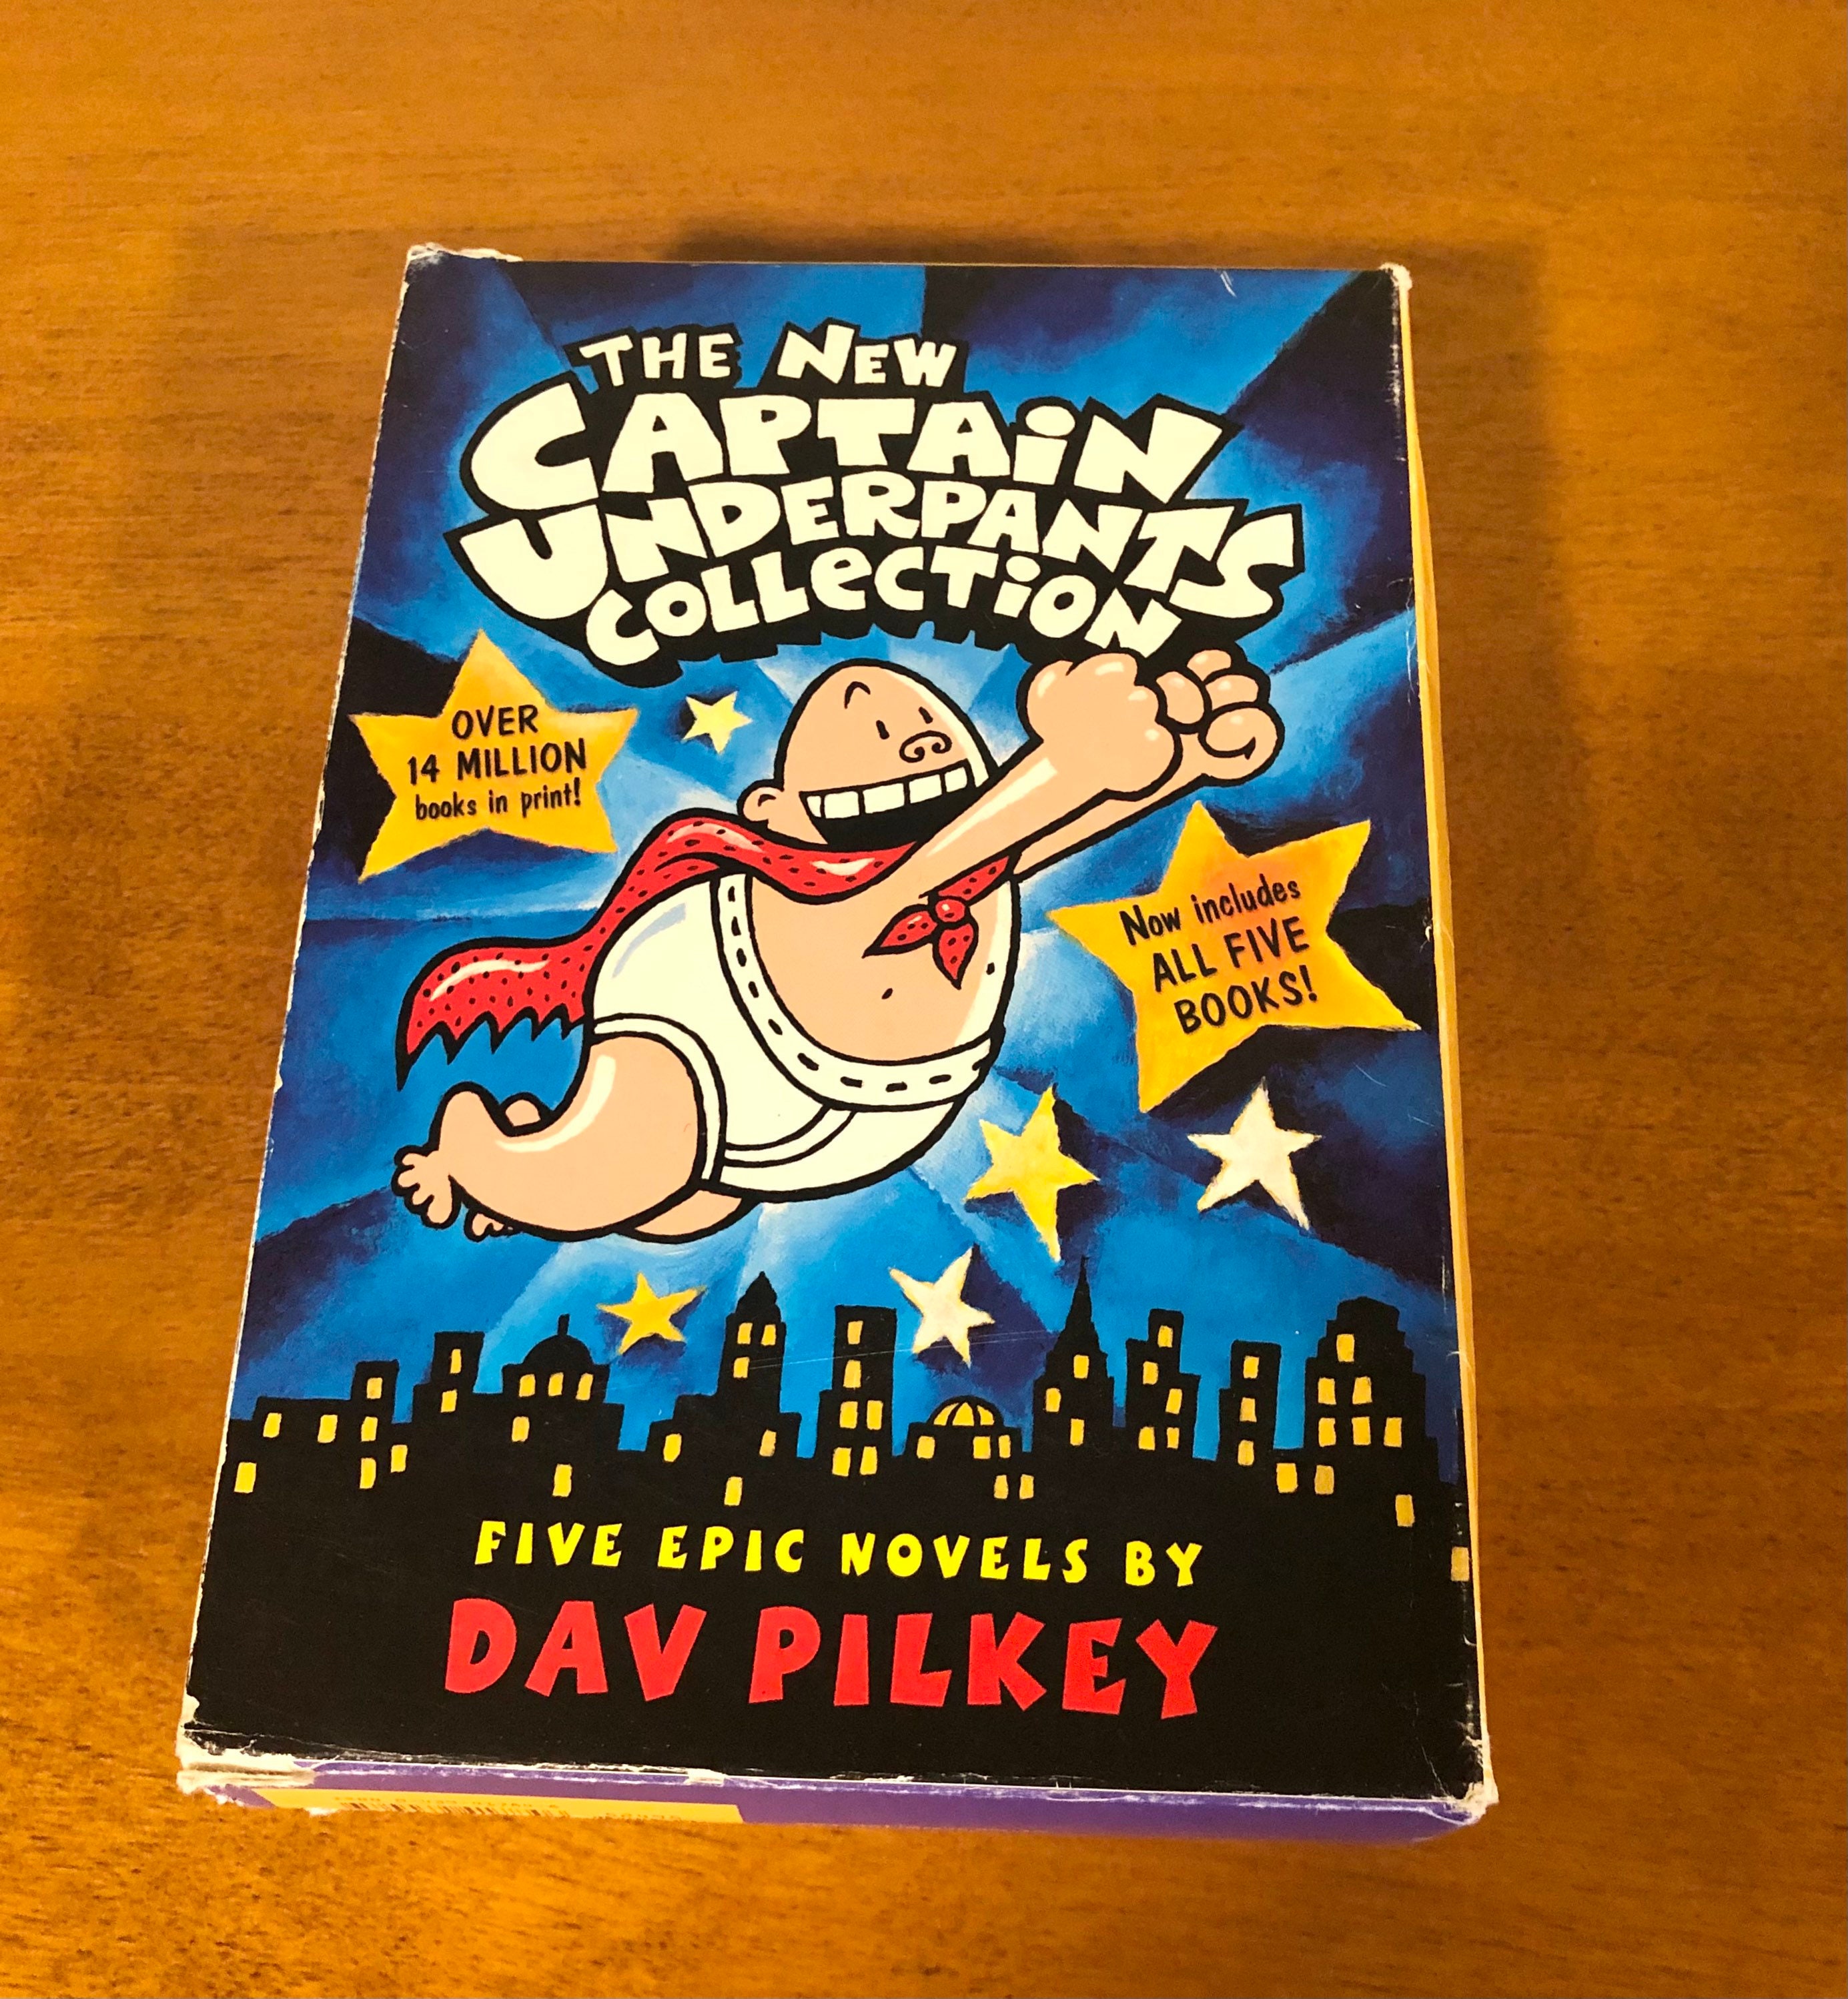 THE NEW
CAPTAiN
UNDERPANTS
COLLeCTiON
OVER
14 MILLION
books in print!
Now includes
ALL FIVE
BOOKS!
FIVE EPIC NOVELS BY
DAV PILKEY